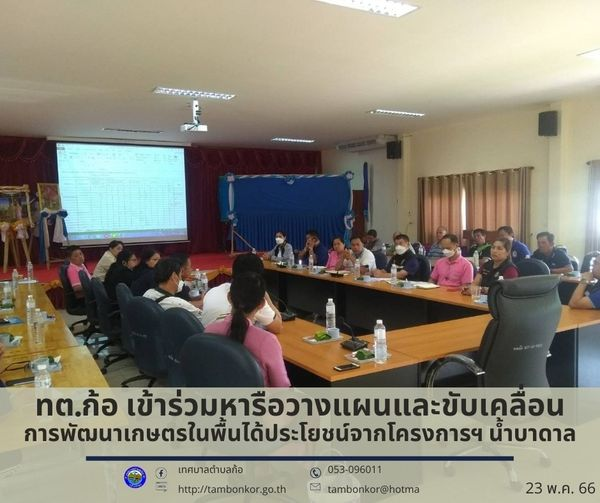 ทต.ก้อ เข้าร่วมหารือวางแผนและขับเคลื่อน
การพัฒนาเกษตรในพื้นได้ประโยชน์จากโครงการฯ น้ำบาดาล
เทศบาลตำบลก้อ
053-096011
http://tambonkor.go.th
tambonkor@hotma
23 พ.ค. 66